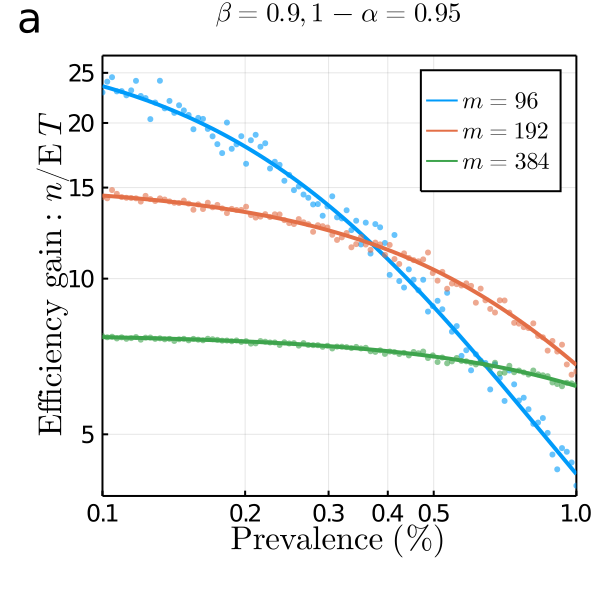 a
β = 0.9, 1 − α = 0.95
Efficiency gain : n/E T
25
20
15
10
5
m = 96
m = 192
m = 384
0.1 0.2 0.3 0.4 0.5 1.0
Prevalence (%)